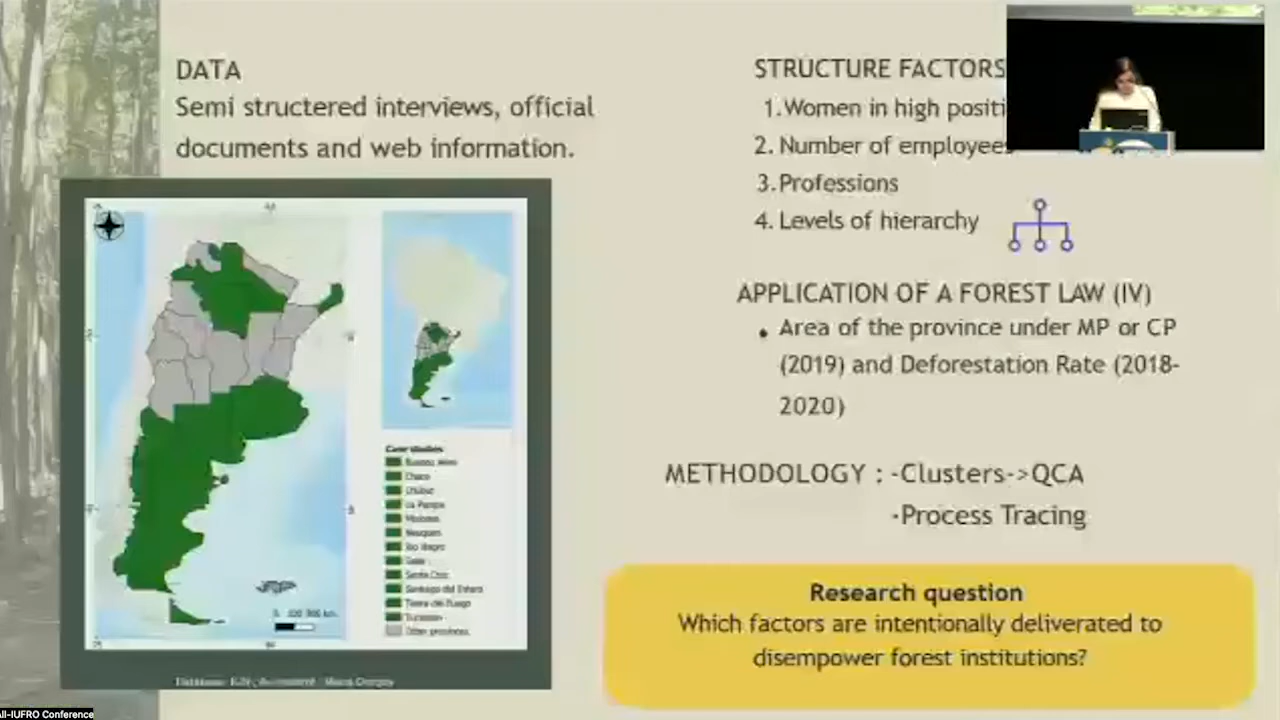 DATA
Semi structered interviews, official
documents and web information.
Case studies
Buenos Aires
Chaco
Chubut
La Pampa
Misiones
Neuquen
Rio Negro
Salta
Santa Cruz
Santiago del Estero
Tierra del Fuego
Tucuman
Other provinces
STRUCTURE FACTORS
1.Women in high positi
2. Number of employees
3.Professions
4. Levels of hierarchy
APPLICATION OF A FOREST LAW (IV)
• Area of the province under MP or CP
(2019) and Deforestation Rate (2018-
2020)
METHODOLOGY : -Clusters->QCA
-Process Tracing
Research question
Which factors are intentionally deliverated to
disempower forest institutions?
All-IUFRO Conference